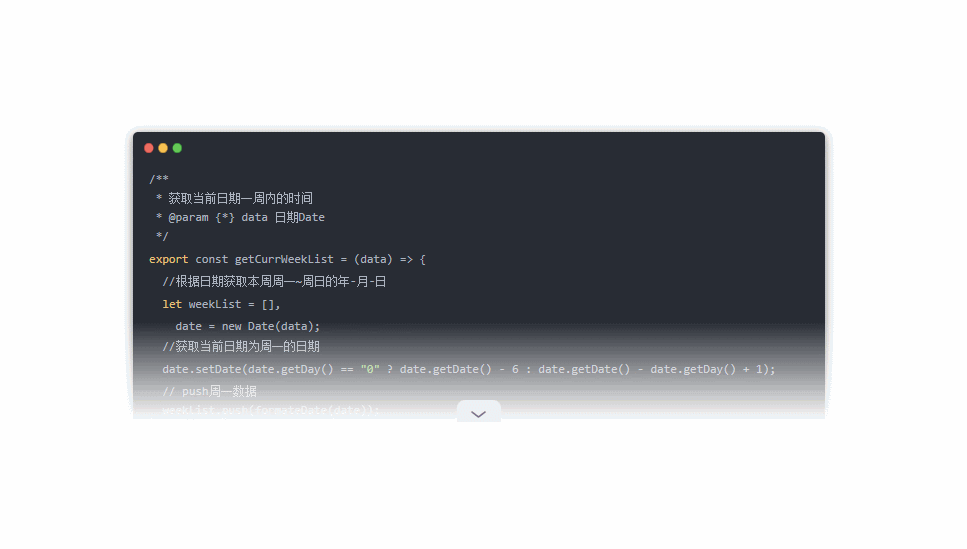 /**
* 获取当前日期一周内的时间
* @param {*} data 日期Date
*/
export const getCurrWeekList = (data) => {
//根据日期获取本周周一~周日的年-月-日
let weekList = [],
date = new Date(data);
//获取当前日期为周一的日期
date.setDate(date.getDay() == "0" ? date.getDate() - 6 : date.getDate() - date.getDay() + 1);
// push周一数据
weekList.push(formateDate(date));